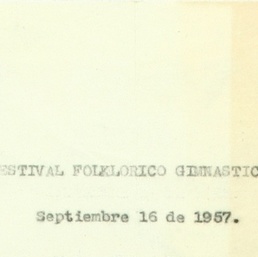 ESTIVAL FOLKLORICO GIMNASTIC
Septiembre 16 de 1957.